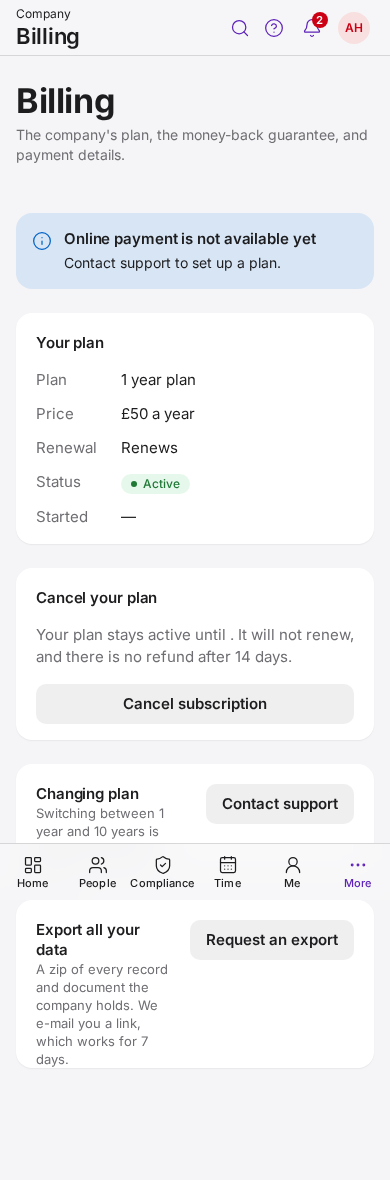 Company
Billing
2
AH
Billing
The company's plan, the money-back guarantee, and
payment details.
Online payment is not available yet
Contact support to set up a plan.
Your plan
Plan 1 year plan
Price £50 a year
Renewal Renews
Status Active
Started —
Cancel your plan
Your plan stays active until . It will not renew,
and there is no refund after 14 days.
Cancel subscription
Changing plan
Contact support
Switching between 1
year and 10 years is
Home People Compliance Time Me More
Export all your
data
Request an export
A zip of every record
and document the
company holds. We
e-mail you a link,
which works for 7
days.